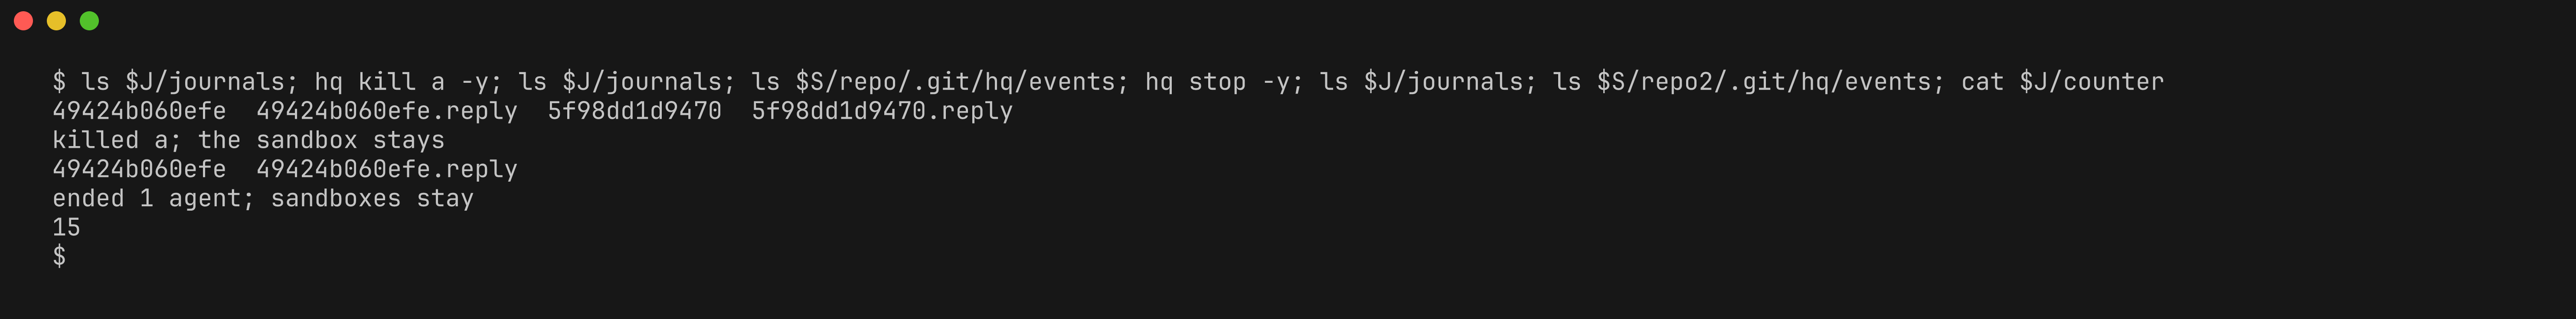 $ ls $J/journals; hq kill a -y; ls $J/journals; ls $S/repo/.git/hq/events; hq stop -y; ls $J/journals; ls $S/repo2/.git/hq/events; cat $J/counter
49424b060efe  49424b060efe.reply  5f98dd1d9470  5f98dd1d9470.reply
killed a; the sandbox stays
49424b060efe  49424b060efe.reply
ended 1 agent; sandboxes stay
15
$